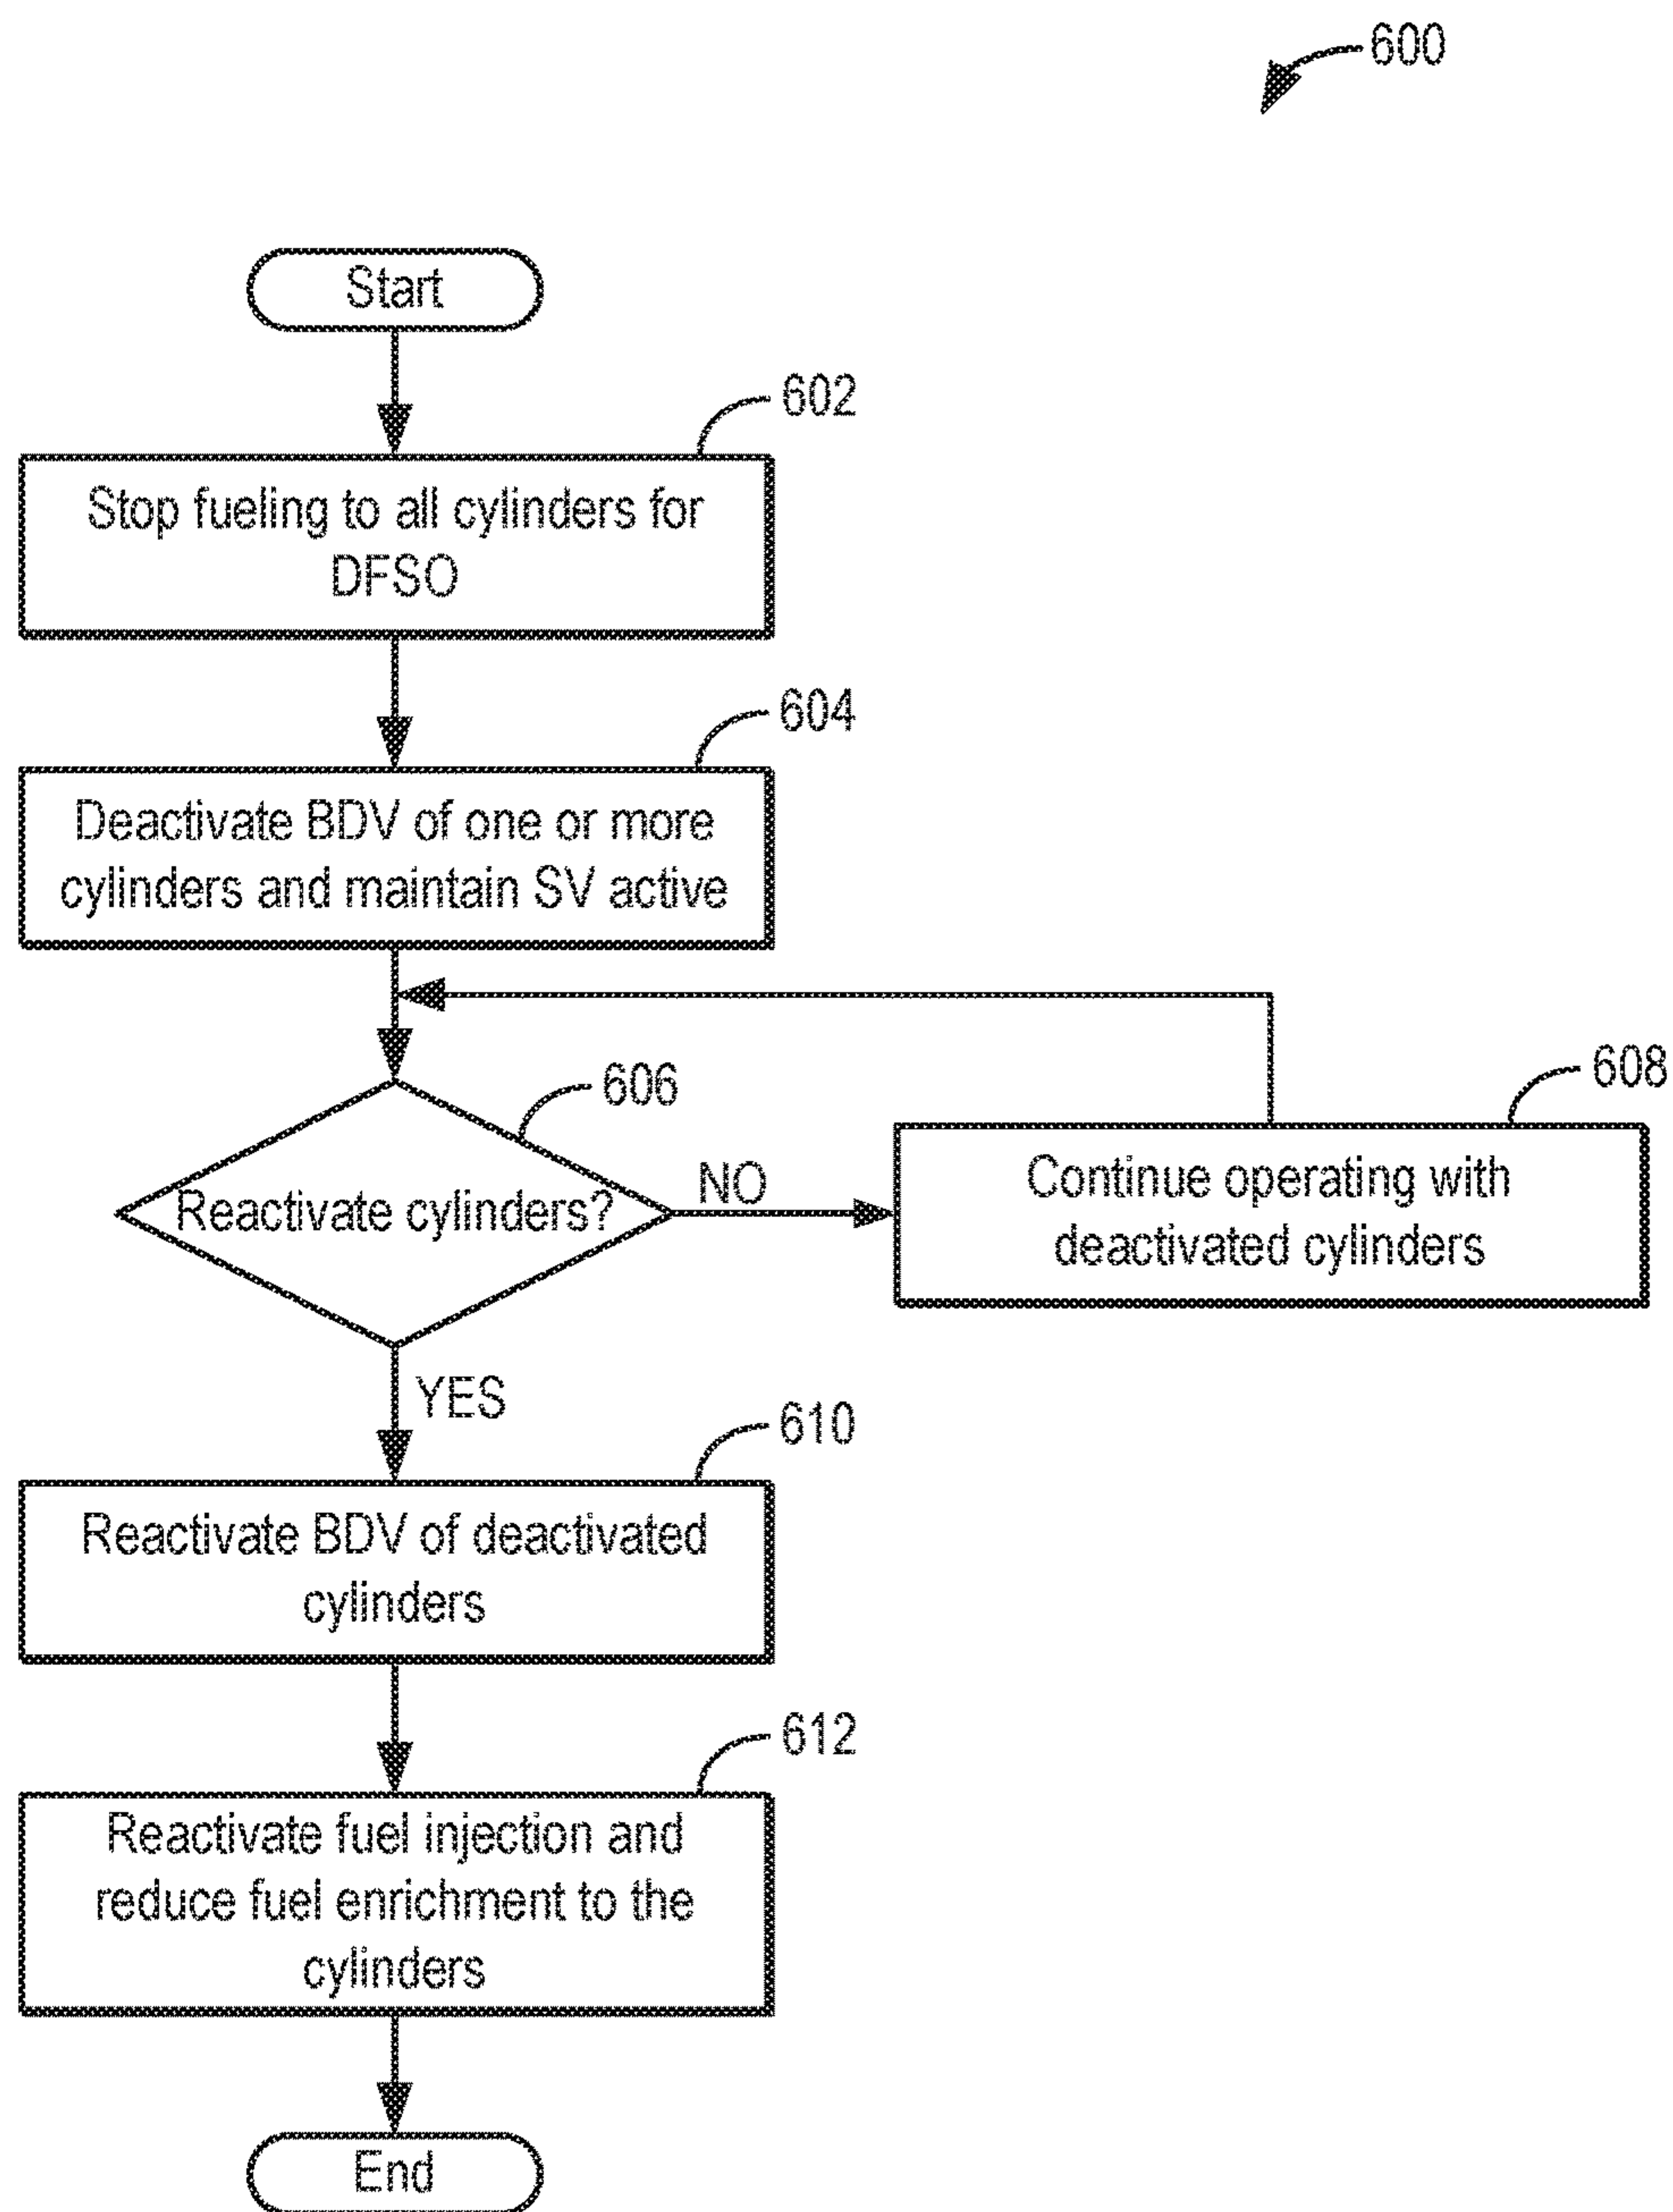 600
Start
602
Stop fueling to all cylinders for
DFSO
604
Deactivate BDV of one or more
cylinders and maintain SV active
606
Reactivate cylinders?
NO
608
Continue operating with
deactivated cylinders
YES
610
Reactivate BDV of deactivated
cylinders
612
Reactivate fuel injection and
reduce fuel enrichment to the
cylinders
End